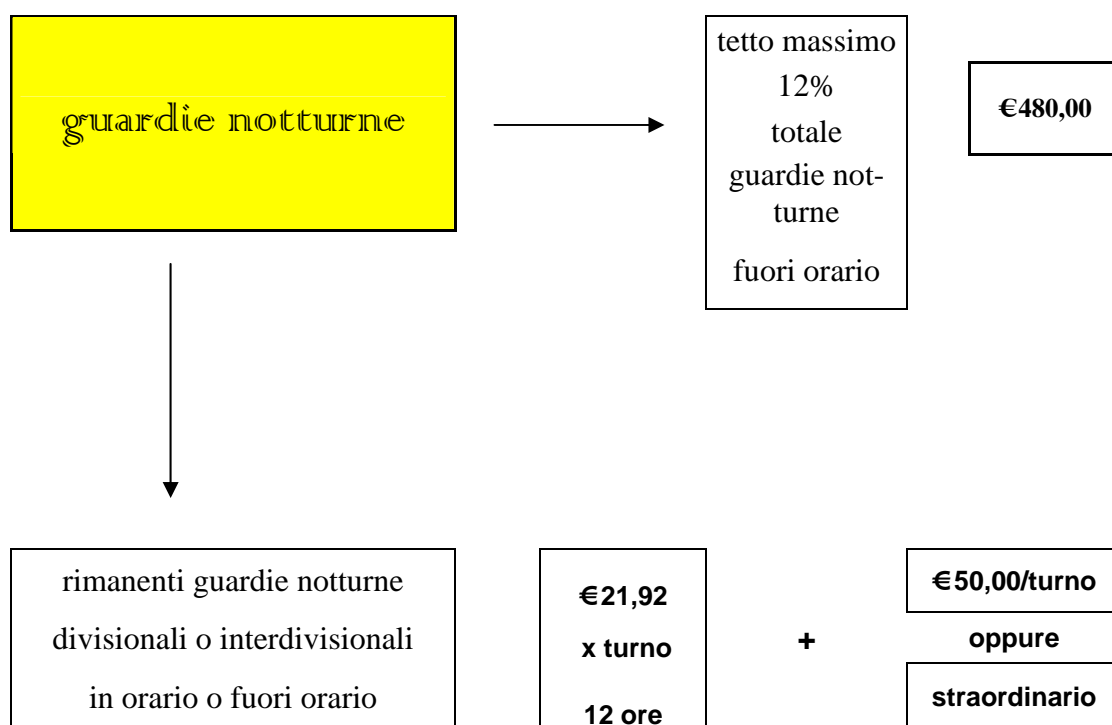 guardie notturne
tetto massimo
12%
totale
guardie not-
turne
fuori orario
€480,00
rimanenti guardie notturne
divisionali o interdivisionali
in orario o fuori orario
€21,92
x turno
12 ore
+
€50,00/turno
oppure
straordinario